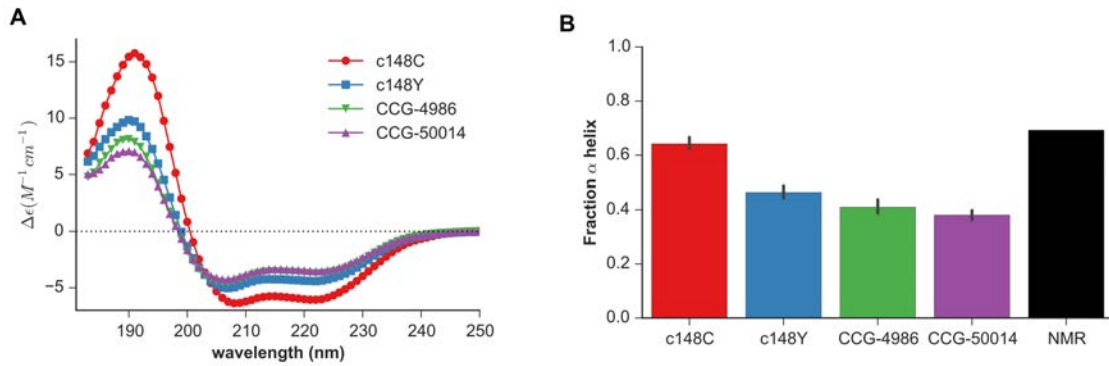 A
Δϵ(M⁻¹cm⁻¹)
15
10
5
0
−5
190
200
210
220
230
240
250
wavelength (nm)
c148C
c148Y
CCG-4986
CCG-50014
B
Fraction α helix
1.0
0.8
0.6
0.4
0.2
0.0
c148C
c148Y
CCG-4986
CCG-50014
NMR